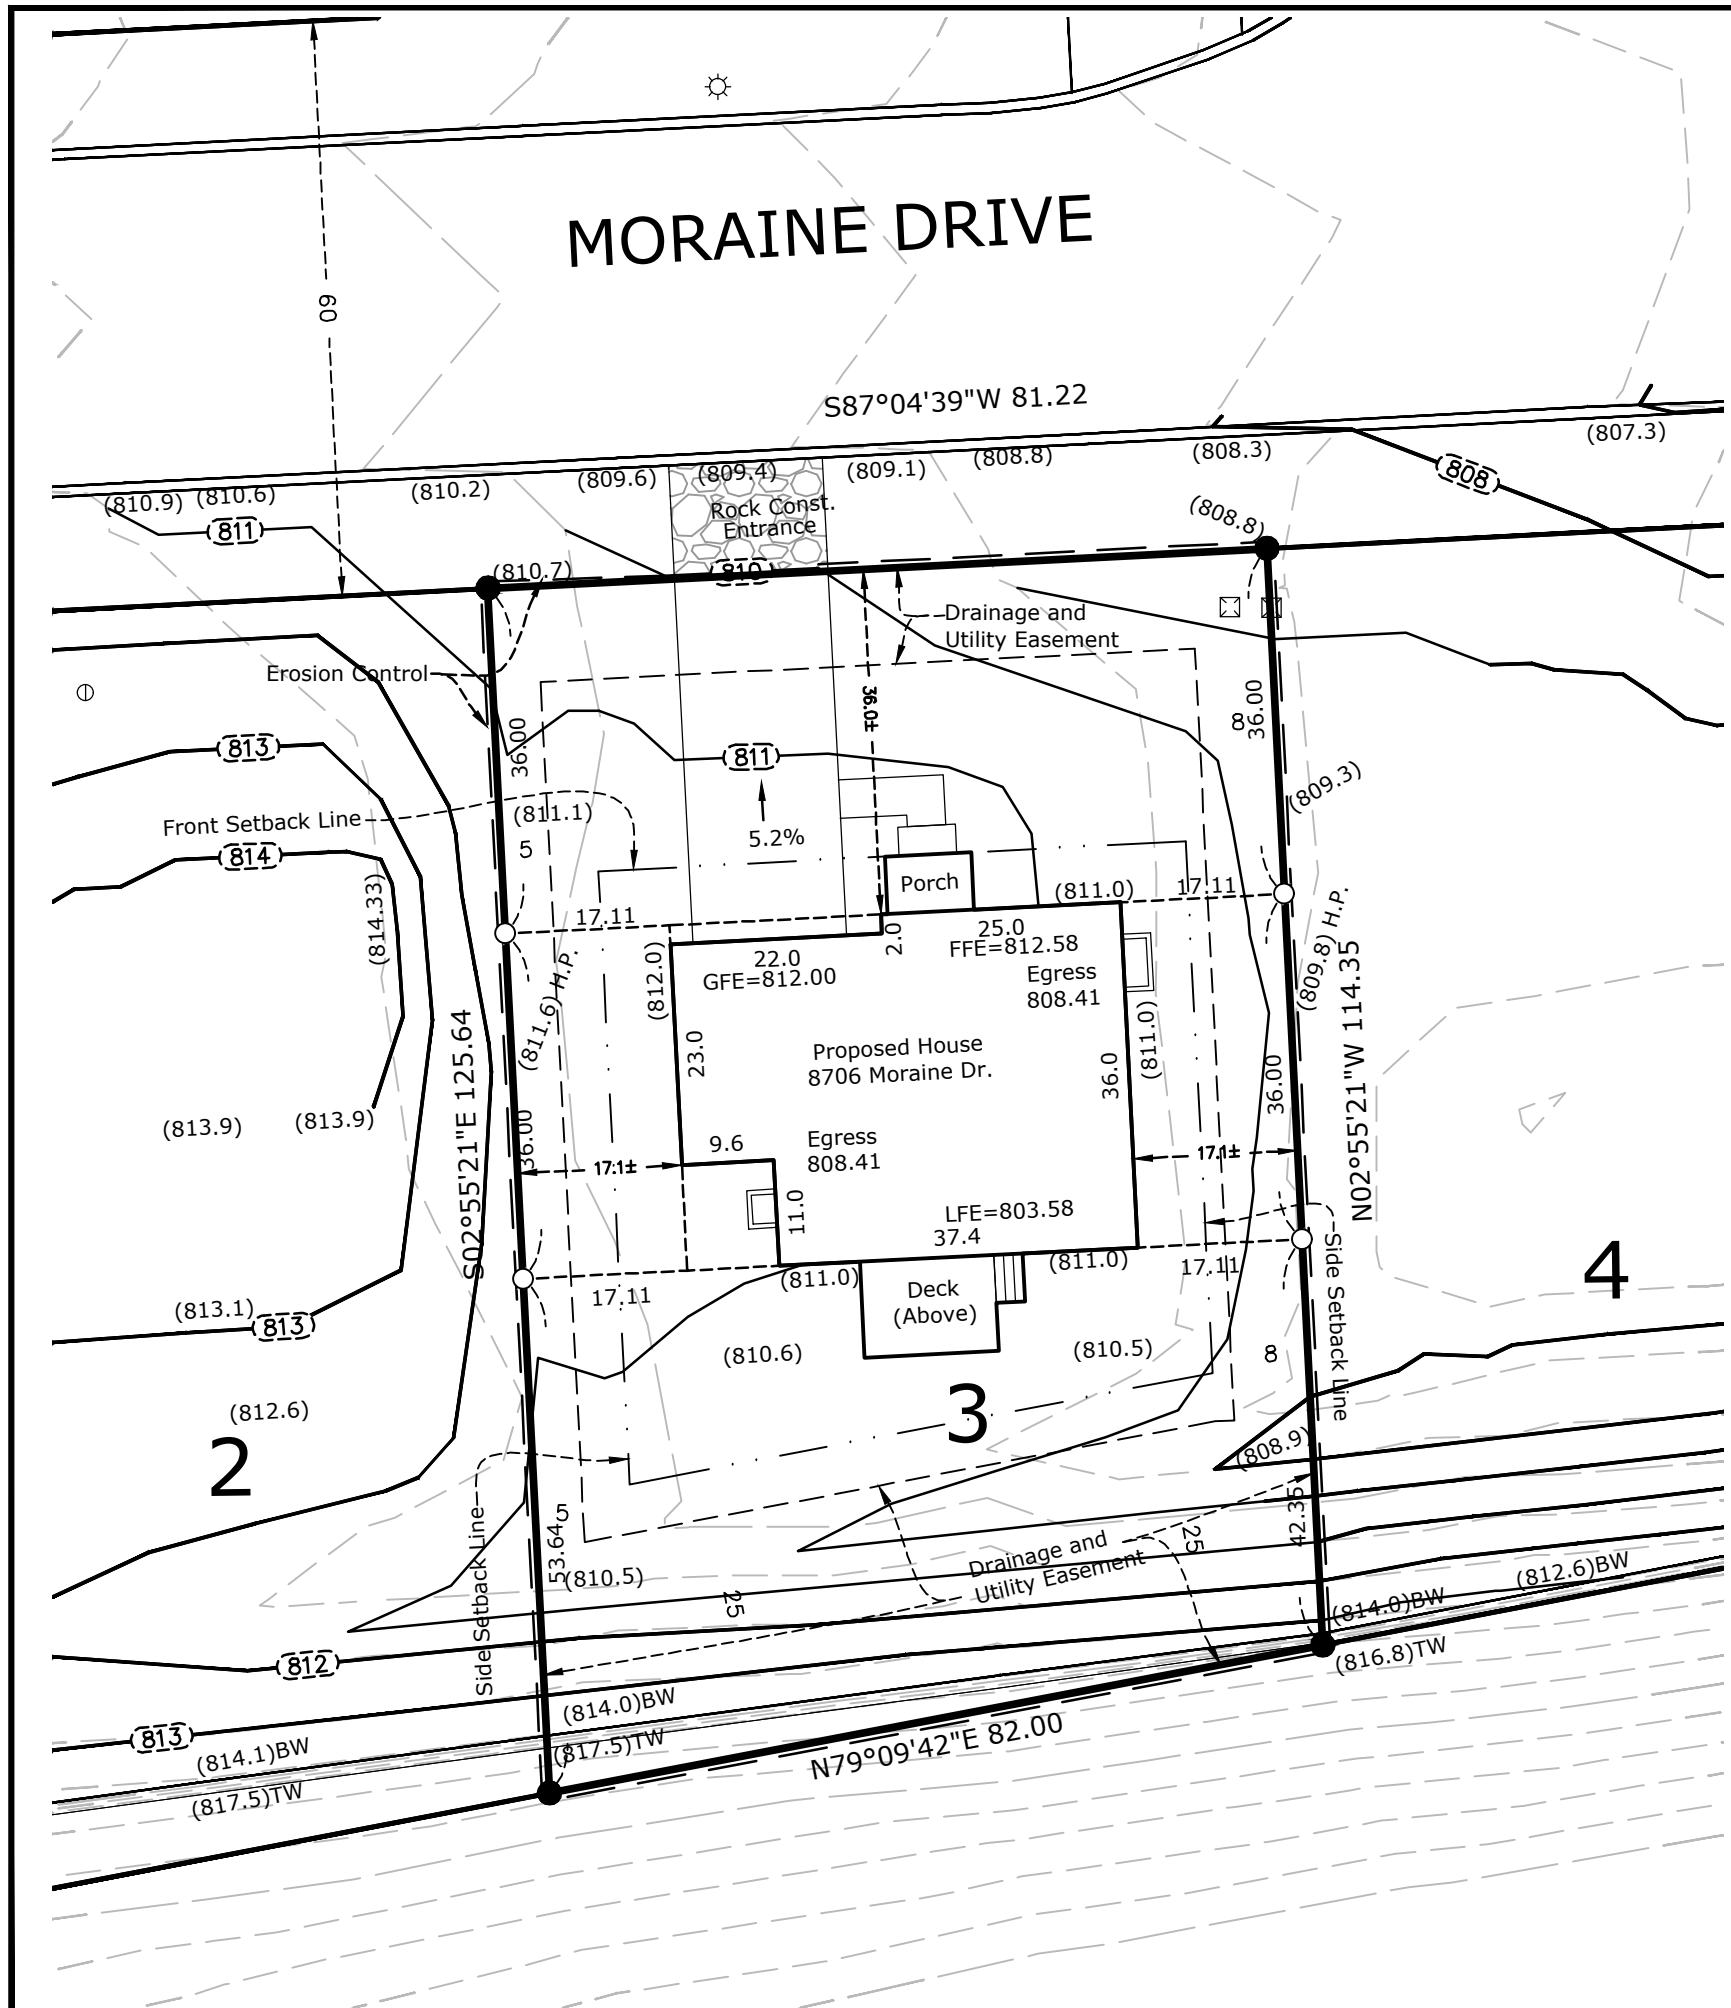 60
MORAINE DRIVE
S87°04'39"W 81.22
(810.9)
(810.6)
(810.2)
(809.6)
(809.4)
(809.1)
(808.8)
(808.3)
(807.3)
(808)
(811)
Rock Const.
Entrance
(808.8)
(810.7)
(810)
Drainage and
Utility Easement
Erosion Control
36.00
36.0±
8
36.00
(813)
(811)
(809.3)
Front Setback Line
(811.1)
5.2%
5
(814)
(814.33)
Porch
(811.0)
17.11
17.11
2.0
25.0
FFE=812.58
22.0
GFE=812.00
Egress
808.41
(812.0)
(811.6) H.P.
(809.8) H.P.
(811.0)
S02°55'21"E 125.64
N02°55'21"W 114.35
23.0
Proposed House
8706 Moraine Dr.
36.0
36.00
36.00
(813.9)
(813.9)
9.6
Egress
808.41
17.1±
17.1±
11.0
LFE=803.58
37.4
(811.0)
(811.0)
17.11
17.11
Deck
(Above)
Side Setback Line
4
(813.1)
(813)
(810.6)
(810.5)
8
(812.6)
2
3
(808.9)
42.35
5
53.64
Side Setback Line
(810.5)
25
25
Drainage and
Utility Easement
(812.6)BW
(814.0)BW
(816.8)TW
(812)
(813)
(814.0)BW
(817.5)TW
(814.1)BW
(817.5)TW
N79°09'42"E 82.00